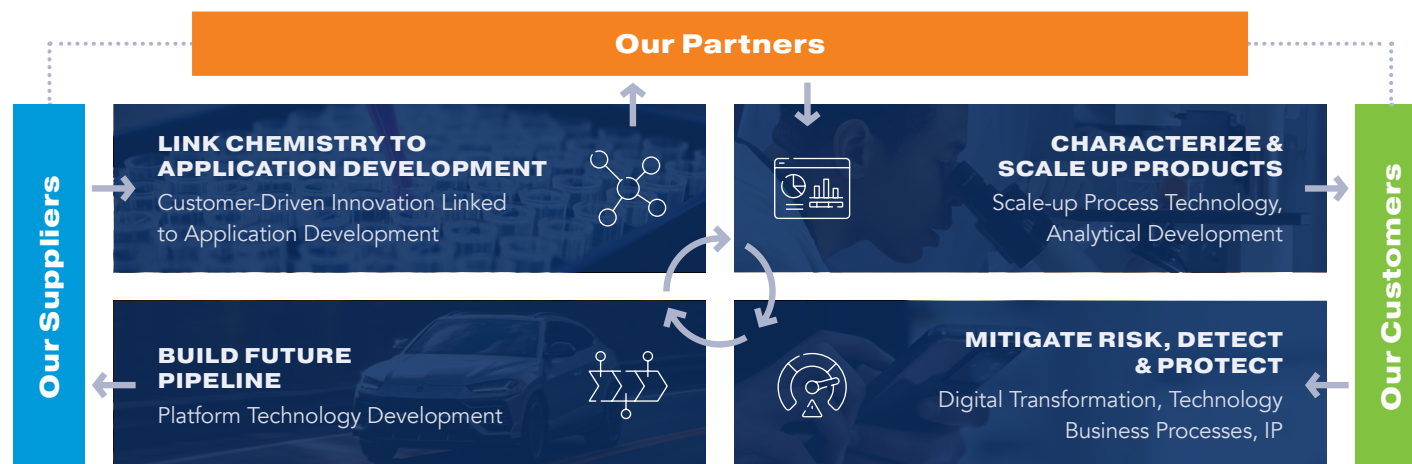 Our Partners
Our Suppliers
LINK CHEMISTRY TO
APPLICATION DEVELOPMENT
Customer-Driven Innovation Linked
to Application Development
CHARACTERIZE &
SCALE UP PRODUCTS
Scale-up Process Technology,
Analytical Development
BUILD FUTURE
PIPELINE
Platform Technology Development
MITIGATE RISK, DETECT
& PROTECT
Digital Transformation, Technology
Business Processes, IP
Our Customers